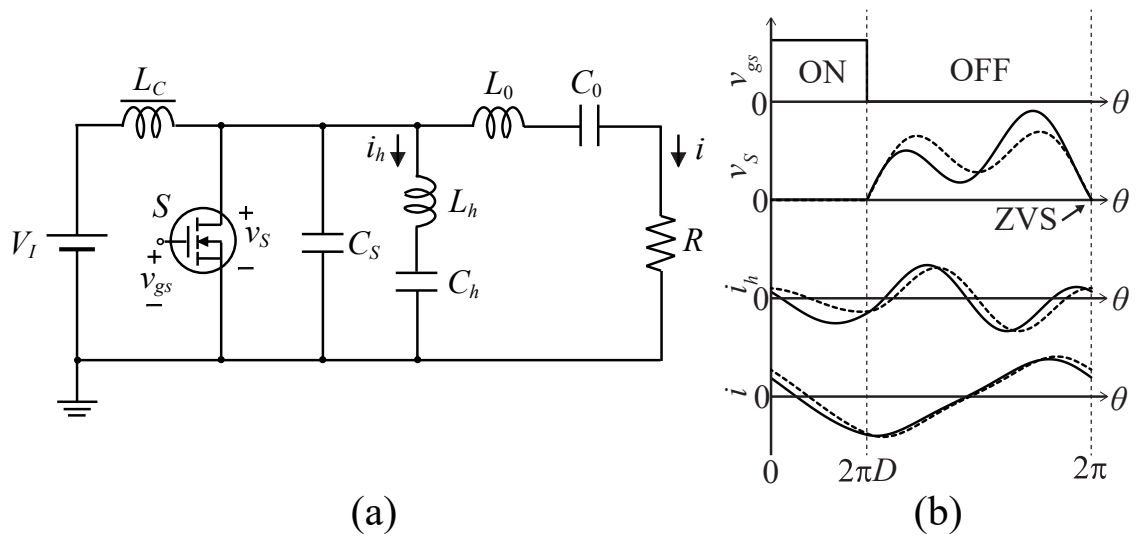 L_C
L_0
C_0
i_h
i
S
+
v_S
−
V_I
+
v_gs
−
C_S
L_h
C_h
R
(a)
v_gs
ON
OFF
0
θ
v_S
0
ZVS
θ
i_h
0
θ
i
0
θ
0
2πD
2π
(b)